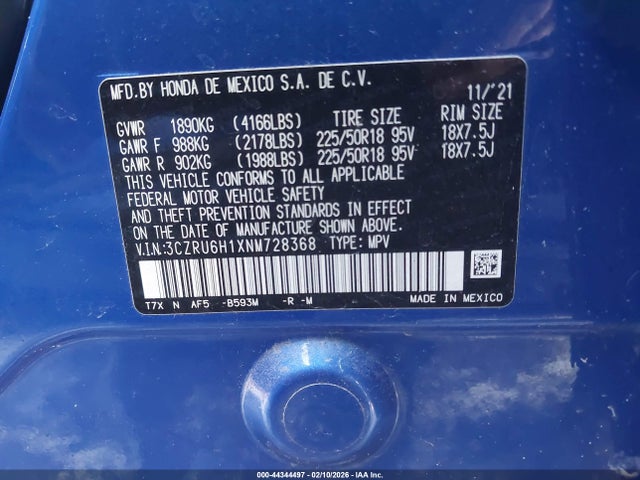 MFD.BY HONDA DE MEXICO S.A. DE C.V. 11/'21
GVWR 1890KG (4166LBS) TIRE SIZE RIM SIZE
GAWR F 988KG (2178LBS) 225/50R18 95V 18X7.5J
GAWR R 902KG (1988LBS) 225/50R18 95V 18X7.5J
THIS VEHICLE CONFORMS TO ALL APPLICABLE
FEDERAL MOTOR VEHICLE SAFETY
AND THEFT PREVENTION STANDARDS IN EFFECT
ON THE DATE OF MANUFACTURE SHOWN ABOVE.
V.I.N:3CZRU6H1XNM728368 TYPE: MPV
T7X N AF5 -B593M -R -M MADE IN MEXICO
000-44344497 - 02/10/2026 - IAA Inc.